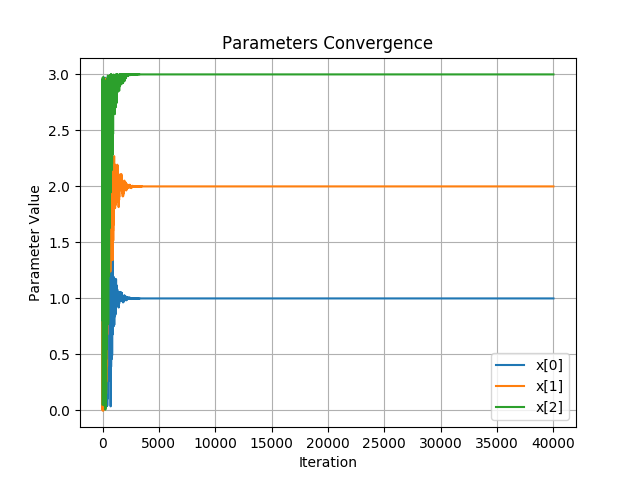 Parameters Convergence
3.0
2.5
2.0
1.5
1.0
0.5
0.0
Parameter Value
0 5000 10000 15000 20000 25000 30000 35000 40000
Iteration
x[0]
x[1]
x[2]